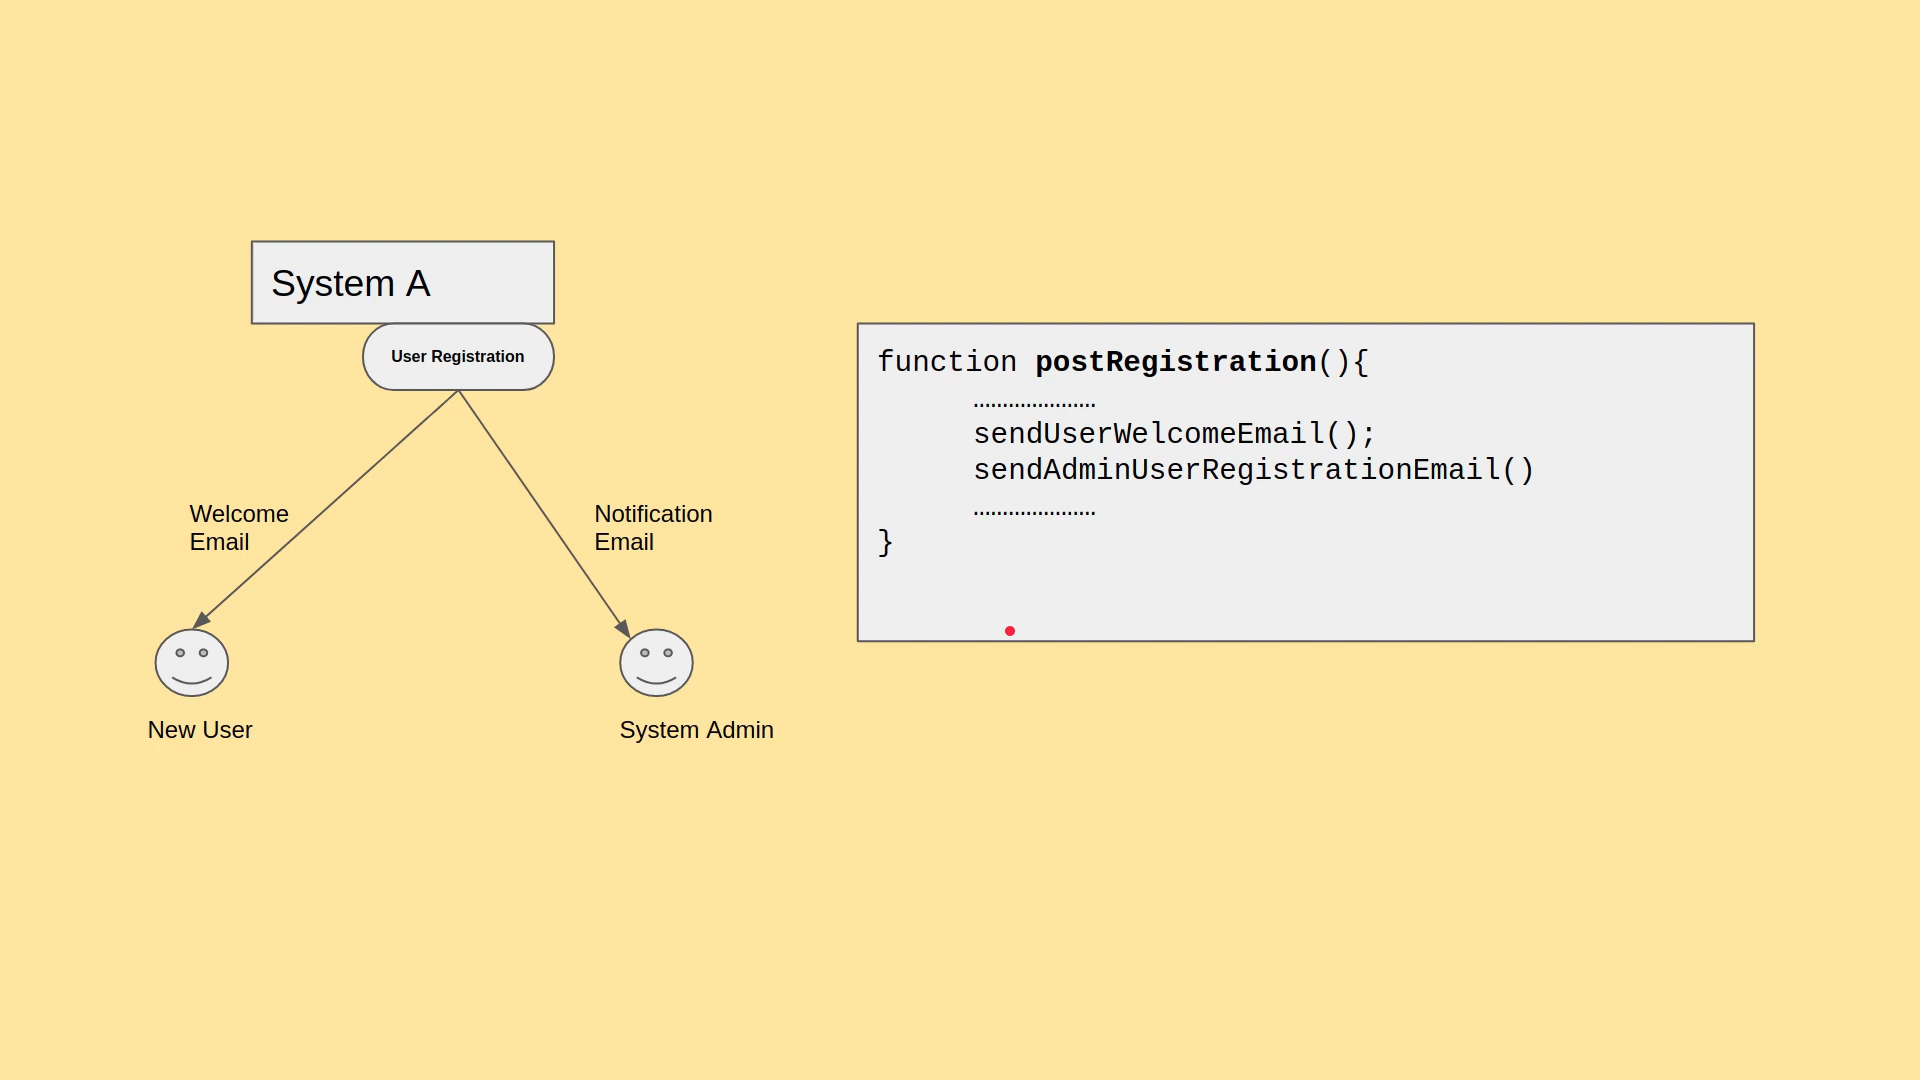 System A
User Registration
Welcome
Email
Notification
Email
New User
System Admin
function postRegistration(){
…………………
sendUserWelcomeEmail();
sendAdminUserRegistrationEmail()
…………………
}